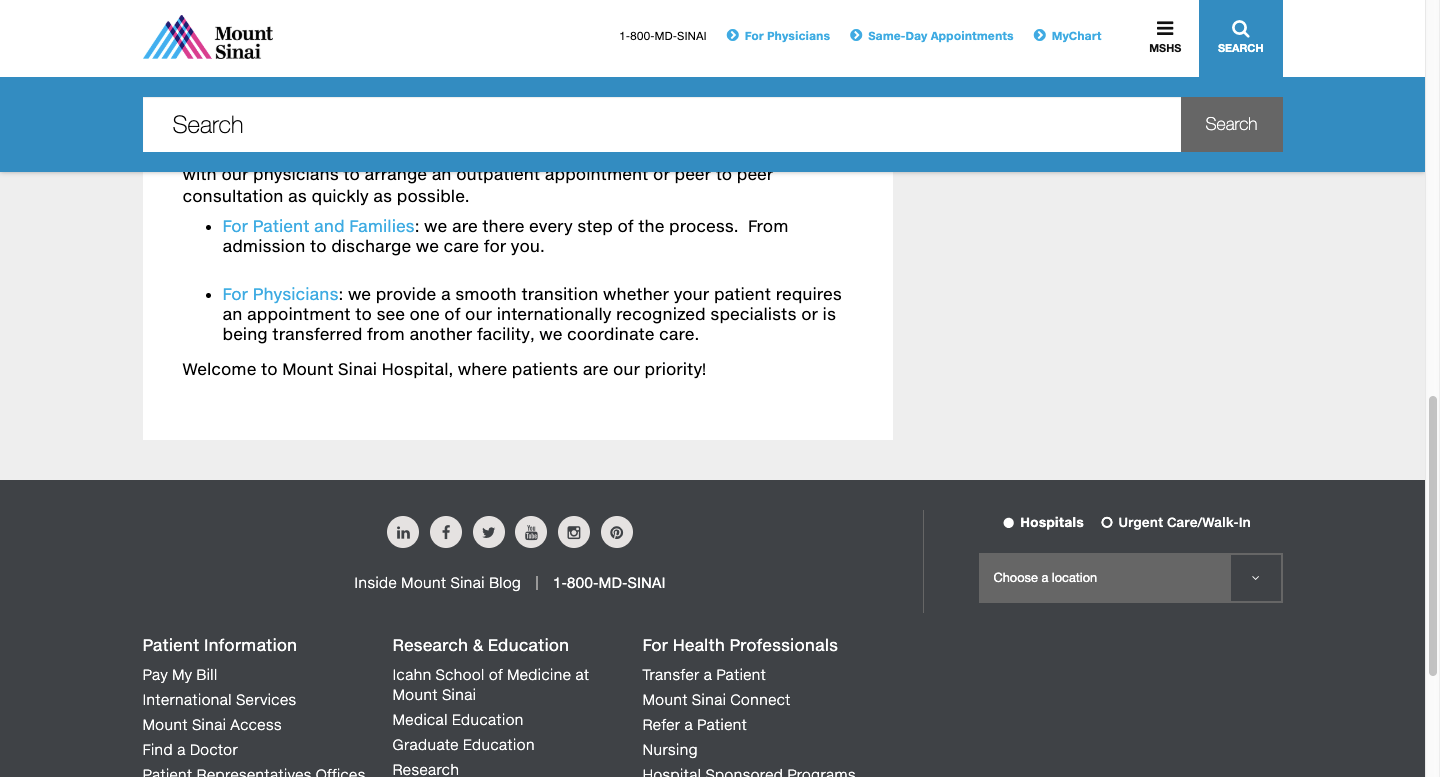 Mount
Sinai
1-800-MD-SINAI
For Physicians
Same-Day Appointments
MyChart
MSHS
SEARCH
Search
Search
with our physicians to arrange an outpatient appointment or peer to peer
consultation as quickly as possible.
For Patient and Families: we are there every step of the process. From
admission to discharge we care for you.
For Physicians: we provide a smooth transition whether your patient requires
an appointment to see one of our internationally recognized specialists or is
being transferred from another facility, we coordinate care.
Welcome to Mount Sinai Hospital, where patients are our priority!
You
Tube
Inside Mount Sinai Blog | 1-800-MD-SINAI
Hospitals
Urgent Care/Walk-In
Choose a location
Patient Information
Pay My Bill
International Services
Mount Sinai Access
Find a Doctor
Patient Representatives Offices
Research & Education
Icahn School of Medicine at
Mount Sinai
Medical Education
Graduate Education
Research
For Health Professionals
Transfer a Patient
Mount Sinai Connect
Refer a Patient
Nursing
Hospital Sponsored Programs